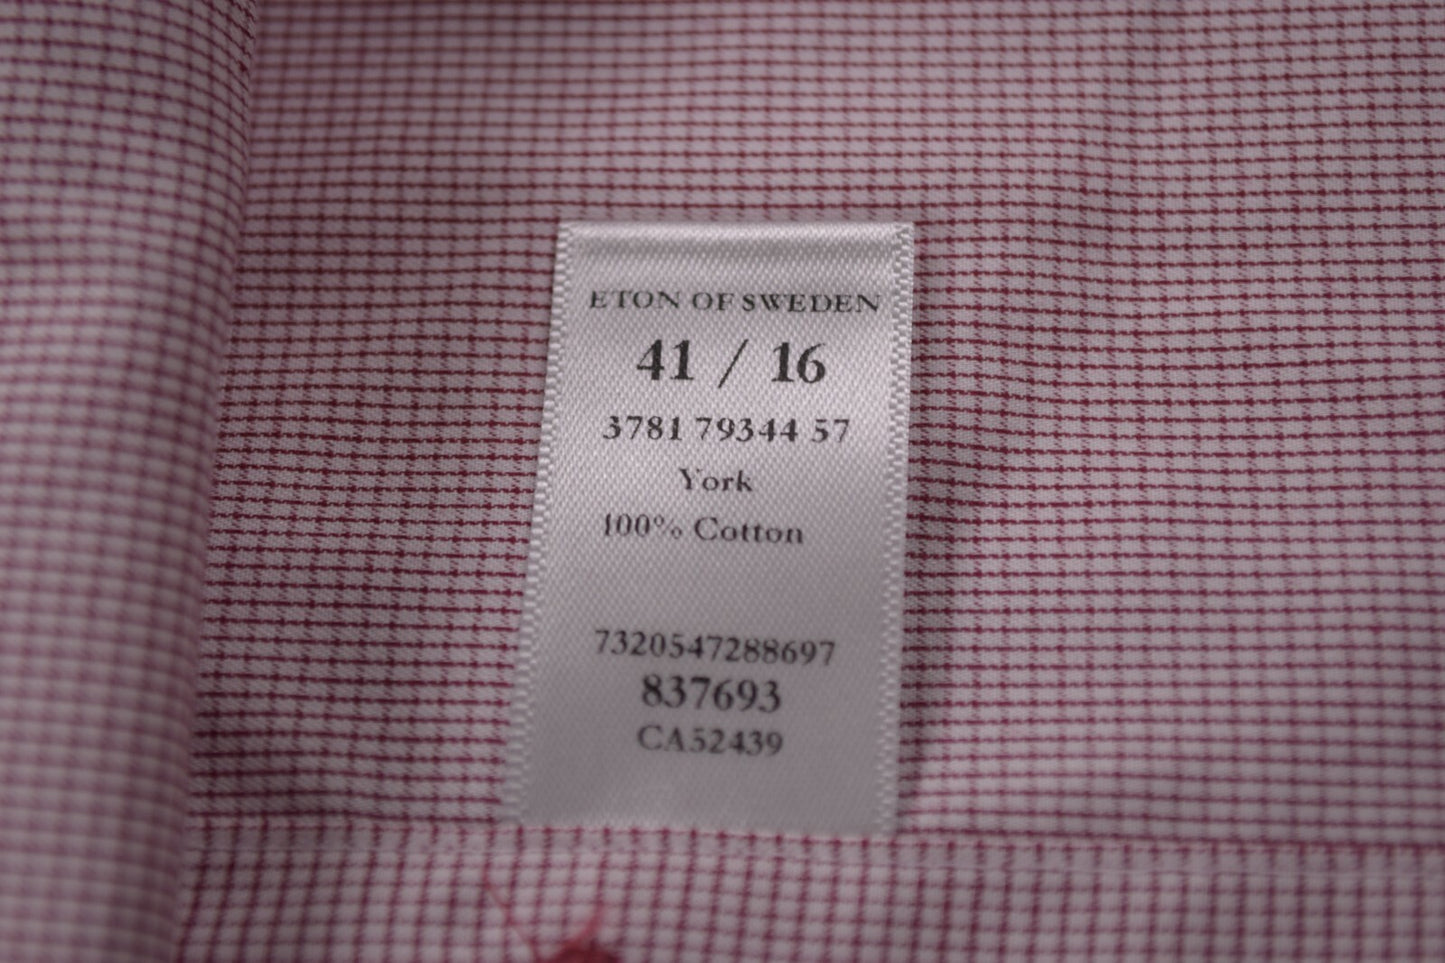 ETON OF SWEDEN
41 / 16
3781 79344 57
York
100% Cotton
7320547288697
837693
CA52439